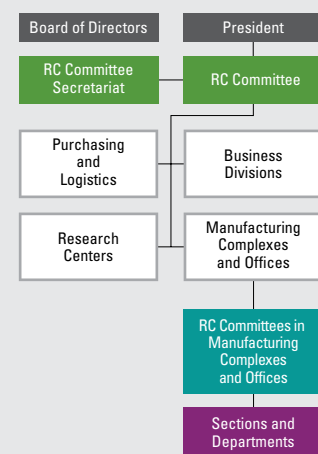 Board of Directors
President
RC Committee
Secretariat
RC Committee
Purchasing
and
Logistics
Business
Divisions
Research
Centers
Manufacturing
Complexes
and Offices
RC Committees in
Manufacturing
Complexes
and Offices
Sections and
Departments